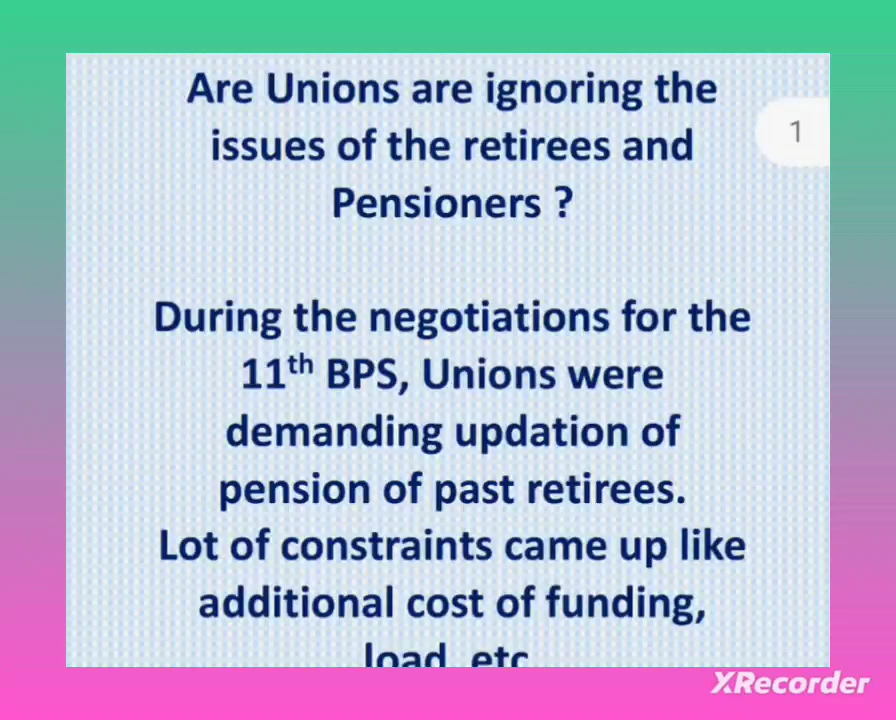 Are Unions are ignoring the
issues of the retirees and
Pensioners ?
1
During the negotiations for the
11th BPS, Unions were
demanding updation of
pension of past retirees.
Lot of constraints came up like
additional cost of funding,
load, etc
XRecorder